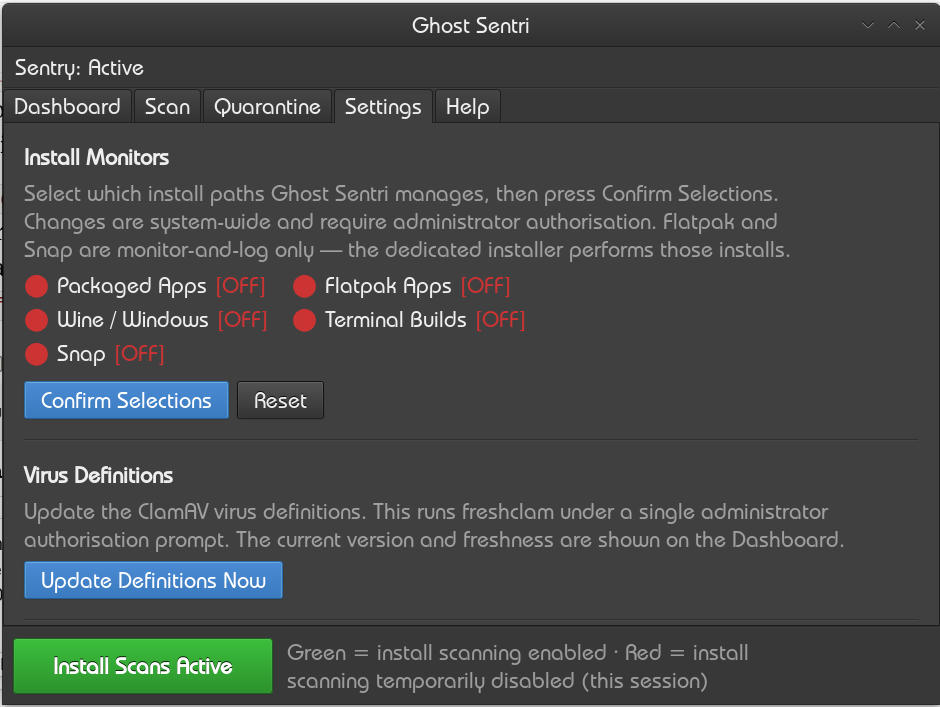 Ghost Sentri
Sentry: Active
Dashboard Scan Quarantine Settings Help
Install Monitors
Select which install paths Ghost Sentri manages, then press Confirm Selections.
Changes are system-wide and require administrator authorisation. Flatpak and
Snap are monitor-and-log only — the dedicated installer performs those installs.
Packaged Apps [OFF] Flatpak Apps [OFF]
Wine / Windows [OFF] Terminal Builds [OFF]
Snap [OFF]
Confirm Selections Reset
Virus Definitions
Update the ClamAV virus definitions. This runs freshclam under a single administrator
authorisation prompt. The current version and freshness are shown on the Dashboard.
Update Definitions Now
Install Scans Active
Green = install scanning enabled · Red = install
scanning temporarily disabled (this session)